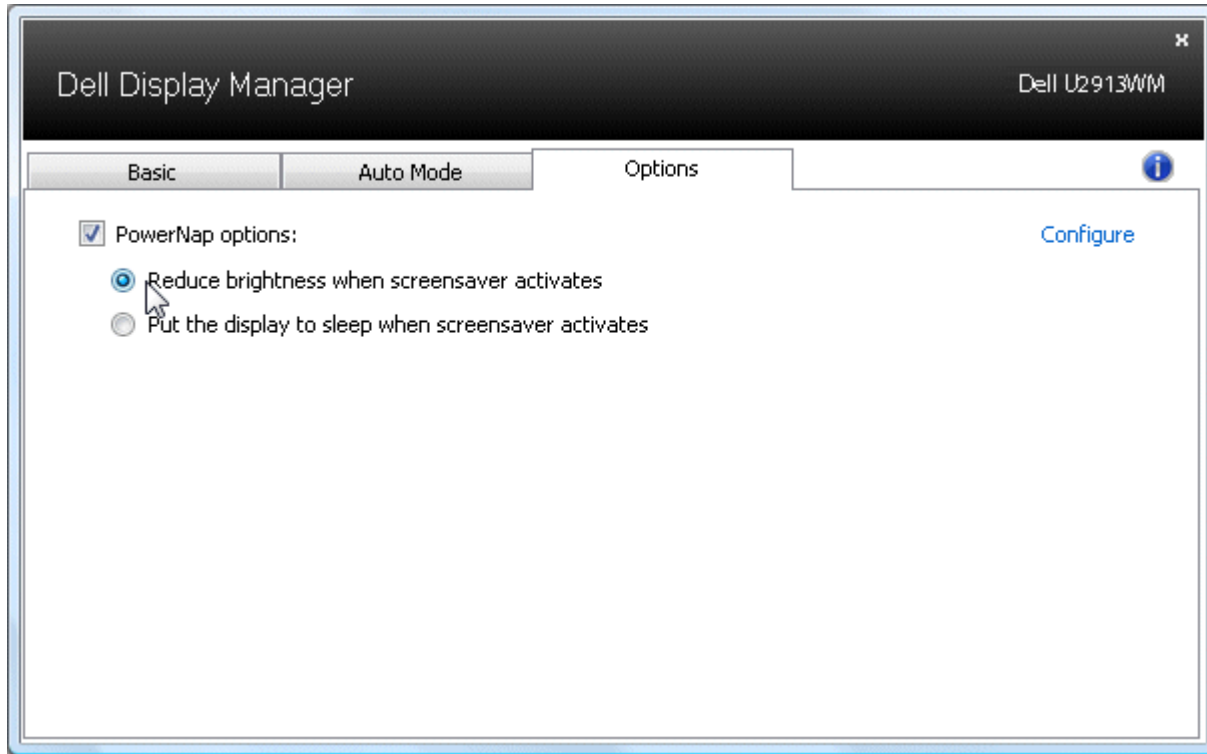 Dell Display Manager
Dell U2913WM
Basic
Auto Mode
Options
PowerNap options:
Configure
Reduce brightness when screensaver activates
Put the display to sleep when screensaver activates